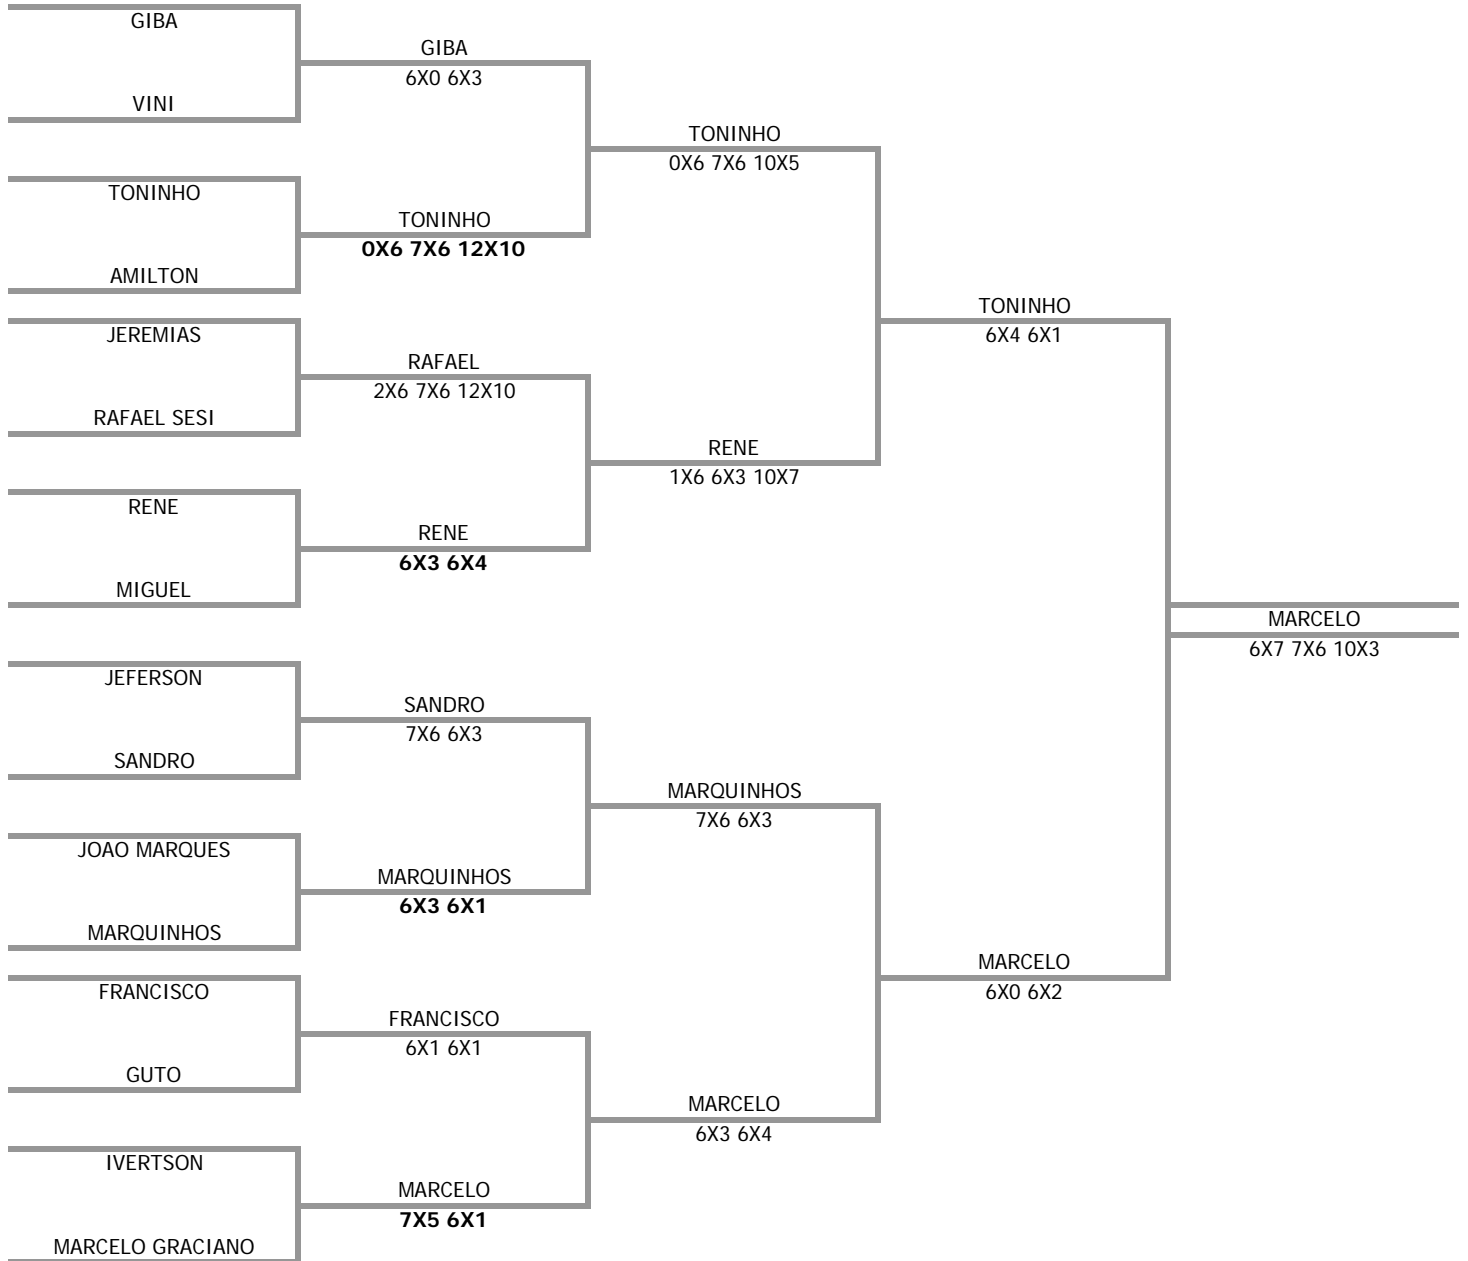 GIBA
VINI
TONINHO
AMILTON
JEREMIAS
RAFAEL SESI
RENE
MIGUEL
JEFERSON
SANDRO
JOAO MARQUES
MARQUINHOS
FRANCISCO
GUTO
IVERTSON
MARCELO GRACIANO
GIBA
6X0 6X3
TONINHO
0X6 7X6 12X10
RAFAEL
2X6 7X6 12X10
RENE
6X3 6X4
SANDRO
7X6 6X3
MARQUINHOS
6X3 6X1
FRANCISCO
6X1 6X1
MARCELO
7X5 6X1
TONINHO
0X6 7X6 10X5
RENE
1X6 6X3 10X7
MARQUINHOS
7X6 6X3
MARCELO
6X3 6X4
TONINHO
6X4 6X1
MARCELO
6X0 6X2
MARCELO
6X7 7X6 10X3